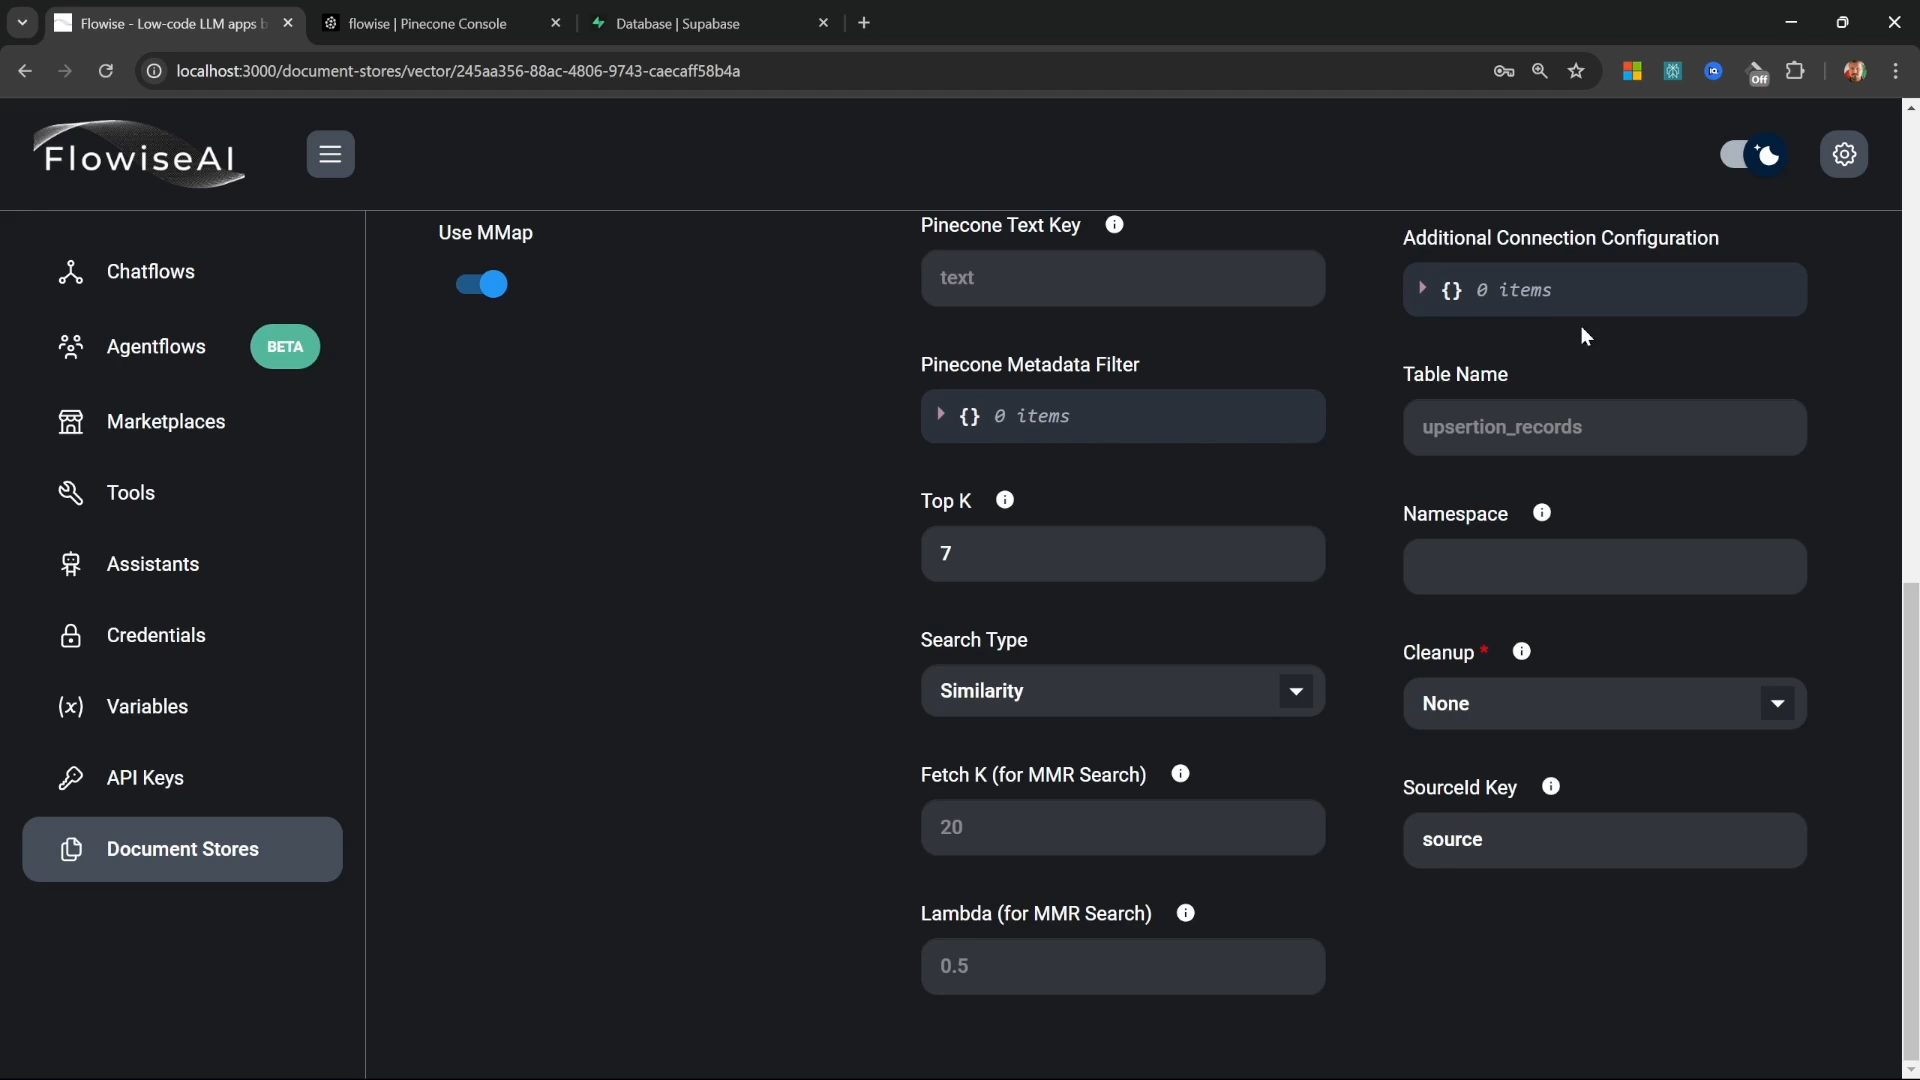 Flowise - Low-code LLM apps b
flowise | Pinecone Console
Database | Supabase
localhost:3000/document-stores/vector/245aa356-88ac-4806-9743-caecaff58b4a
Off
FlowiseAI
Chatflows
Agentflows
BETA
Marketplaces
Tools
Assistants
Credentials
Variables
API Keys
Document Stores
Use MMap
Pinecone Text Key
text
Pinecone Metadata Filter
{} 0 items
Top K
7
Search Type
Similarity
Fetch K (for MMR Search)
20
Lambda (for MMR Search)
0.5
Additional Connection Configuration
{} 0 items
Table Name
upsertion_records
Namespace
Cleanup *
None
SourceId Key
source